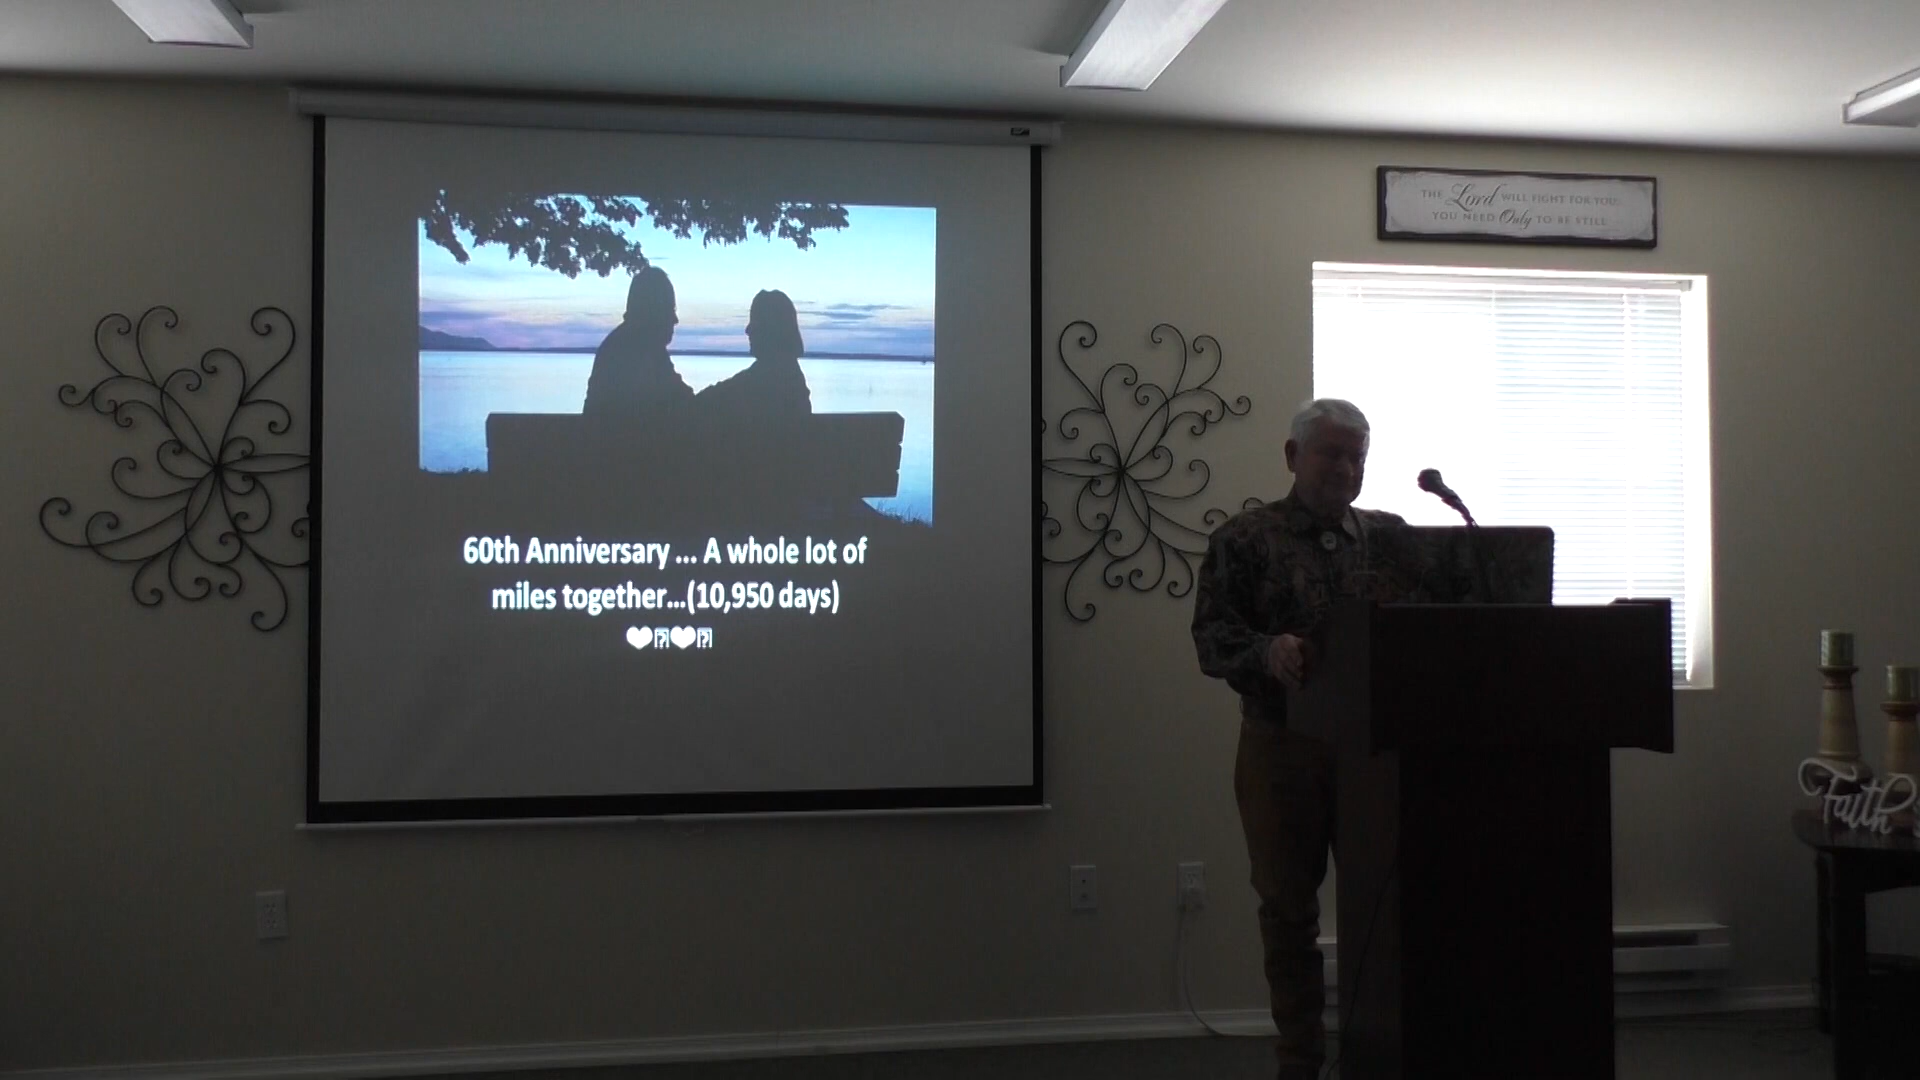 60th Anniversary ... A whole lot of
miles together...(10,950 days)
THE Lord WILL FIGHT FOR YOU;
YOU NEED Only TO BE STILL
Faith